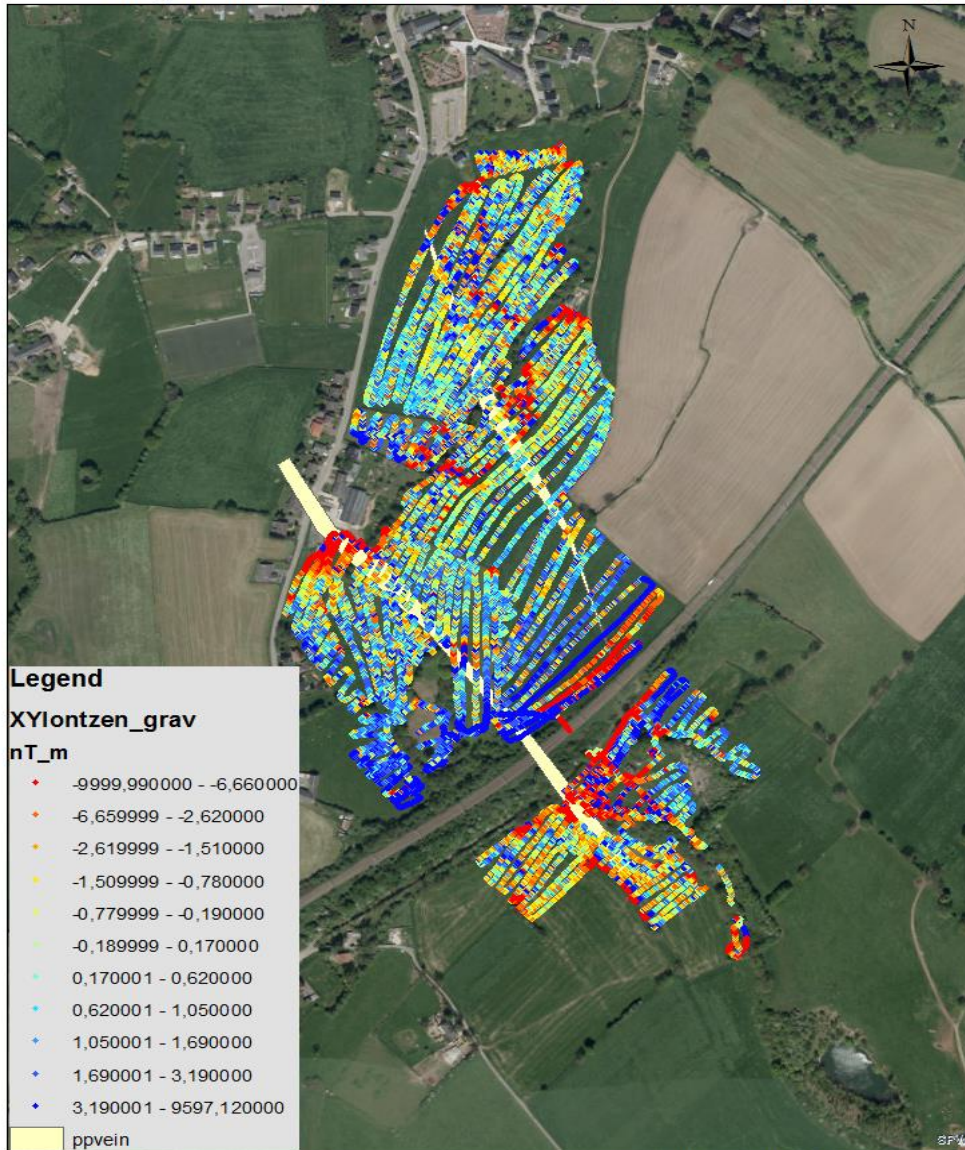 N
Legend
XYlontzen_grav
nT_m
-9999,990000 - -6,660000
-6,659999 - -2,620000
-2,619999 - -1,510000
-1,509999 - -0,780000
-0,779999 - -0,190000
-0,189999 - 0,170000
0,170001 - 0,620000
0,620001 - 1,050000
1,050001 - 1,690000
1,690001 - 3,190000
3,190001 - 9597,120000
ppvein